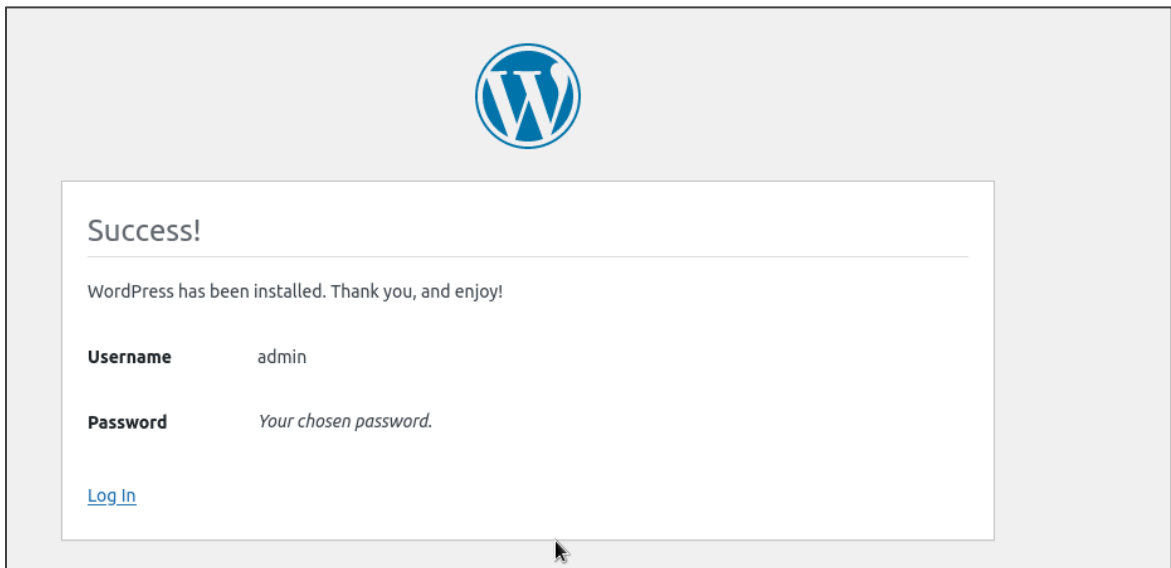 Success!
WordPress has been installed. Thank you, and enjoy!
Username admin
Password Your chosen password.
Log In